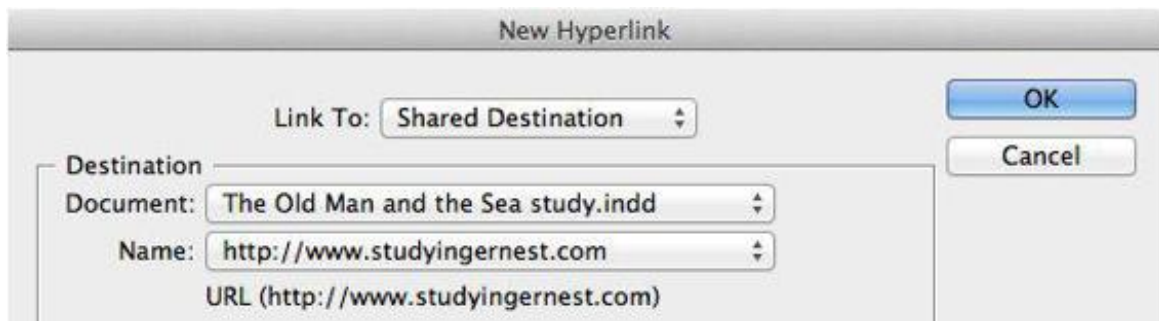 New Hyperlink
Link To: Shared Destination
OK
Cancel
Destination
Document: The Old Man and the Sea study.indd
Name: http://www.studyingernest.com
URL (http://www.studyingernest.com)